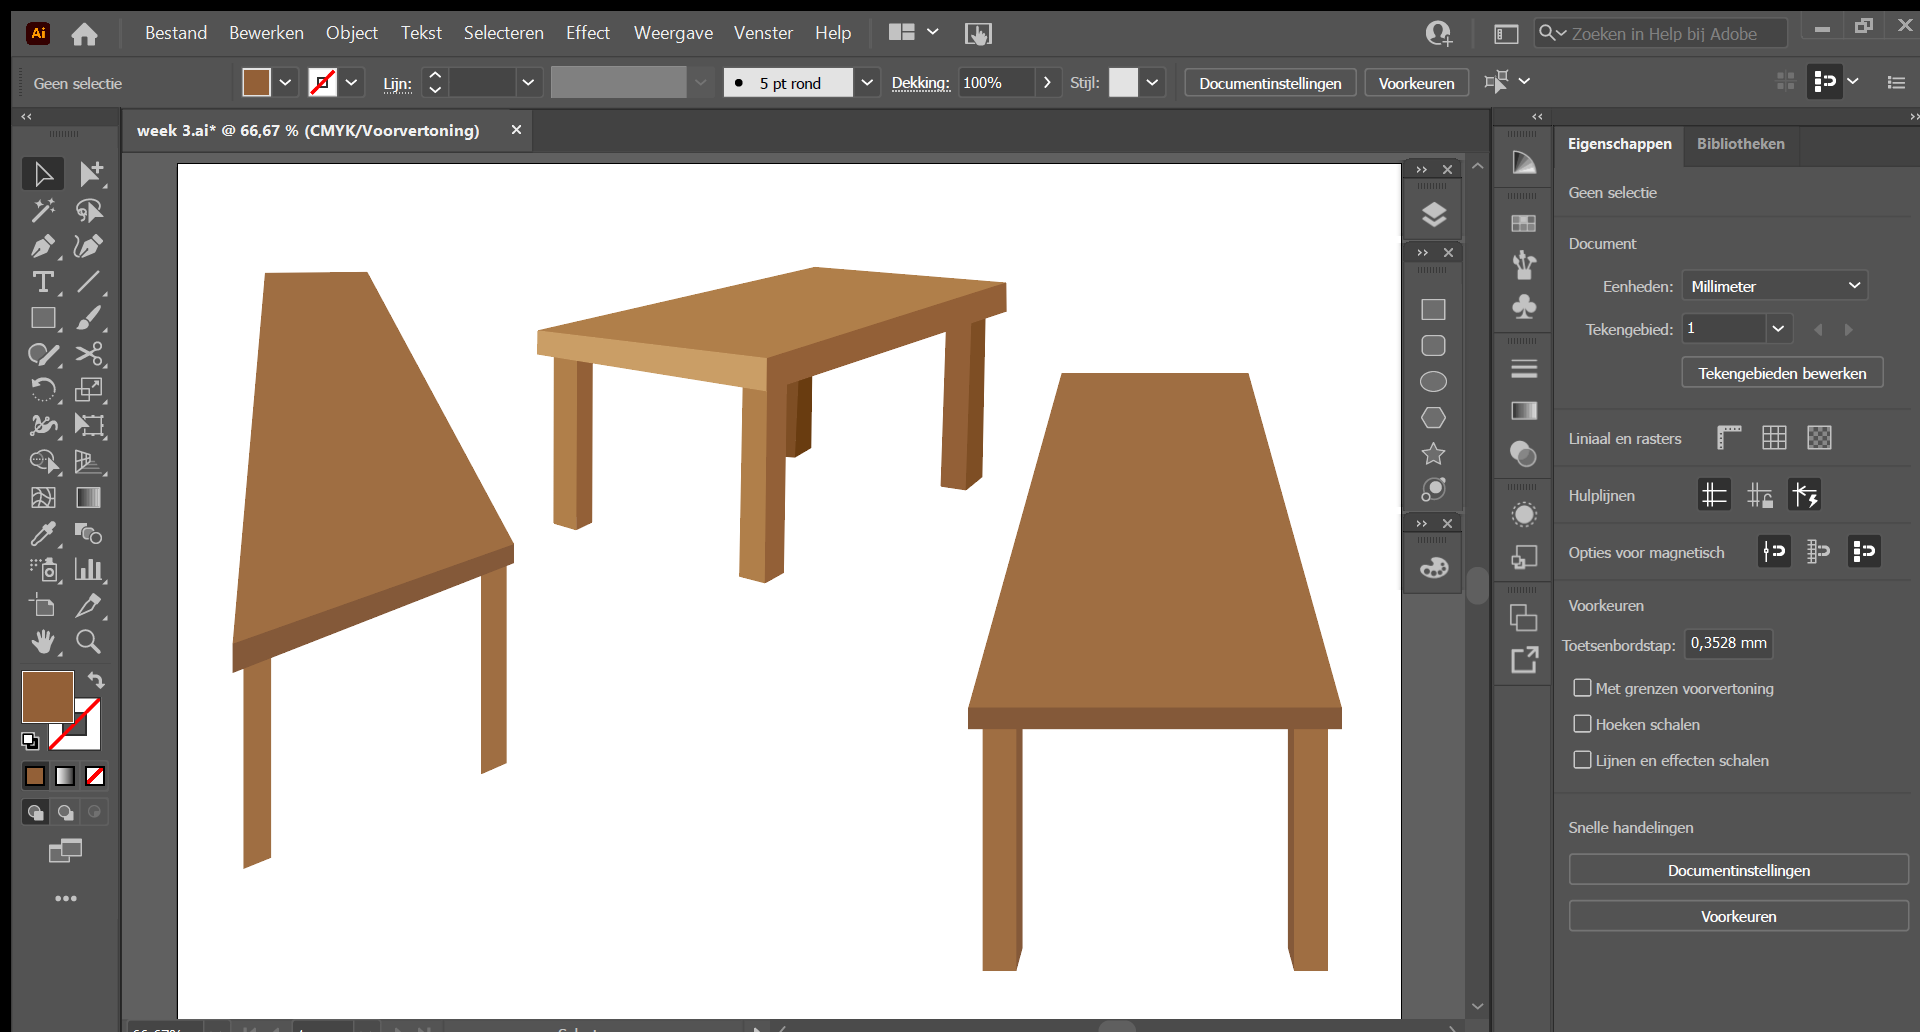 Ai Bestand Bewerken Object Tekst Selecteren Effect Weergave Venster Help Zoeken in Help bij Adobe
Geen selectie Lijn: 5 pt rond Dekking: 100% Stijl: Documentinstellingen Voorkeuren
week 3.ai* @ 66,67 % (CMYK/Voorvertoning)
Eigenschappen Bibliotheken
Geen selectie
Document
Eenheden: Millimeter
Tekengebied: 1
Tekengebieden bewerken
Liniaal en rasters
Hulplijnen
Opties voor magnetisch
Voorkeuren
Toetsenbordstap: 0,3528 mm
Met grenzen voorvertoning
Hoeken schalen
Lijnen en effecten schalen
Snelle handelingen
Documentinstellingen
Voorkeuren
66,67%